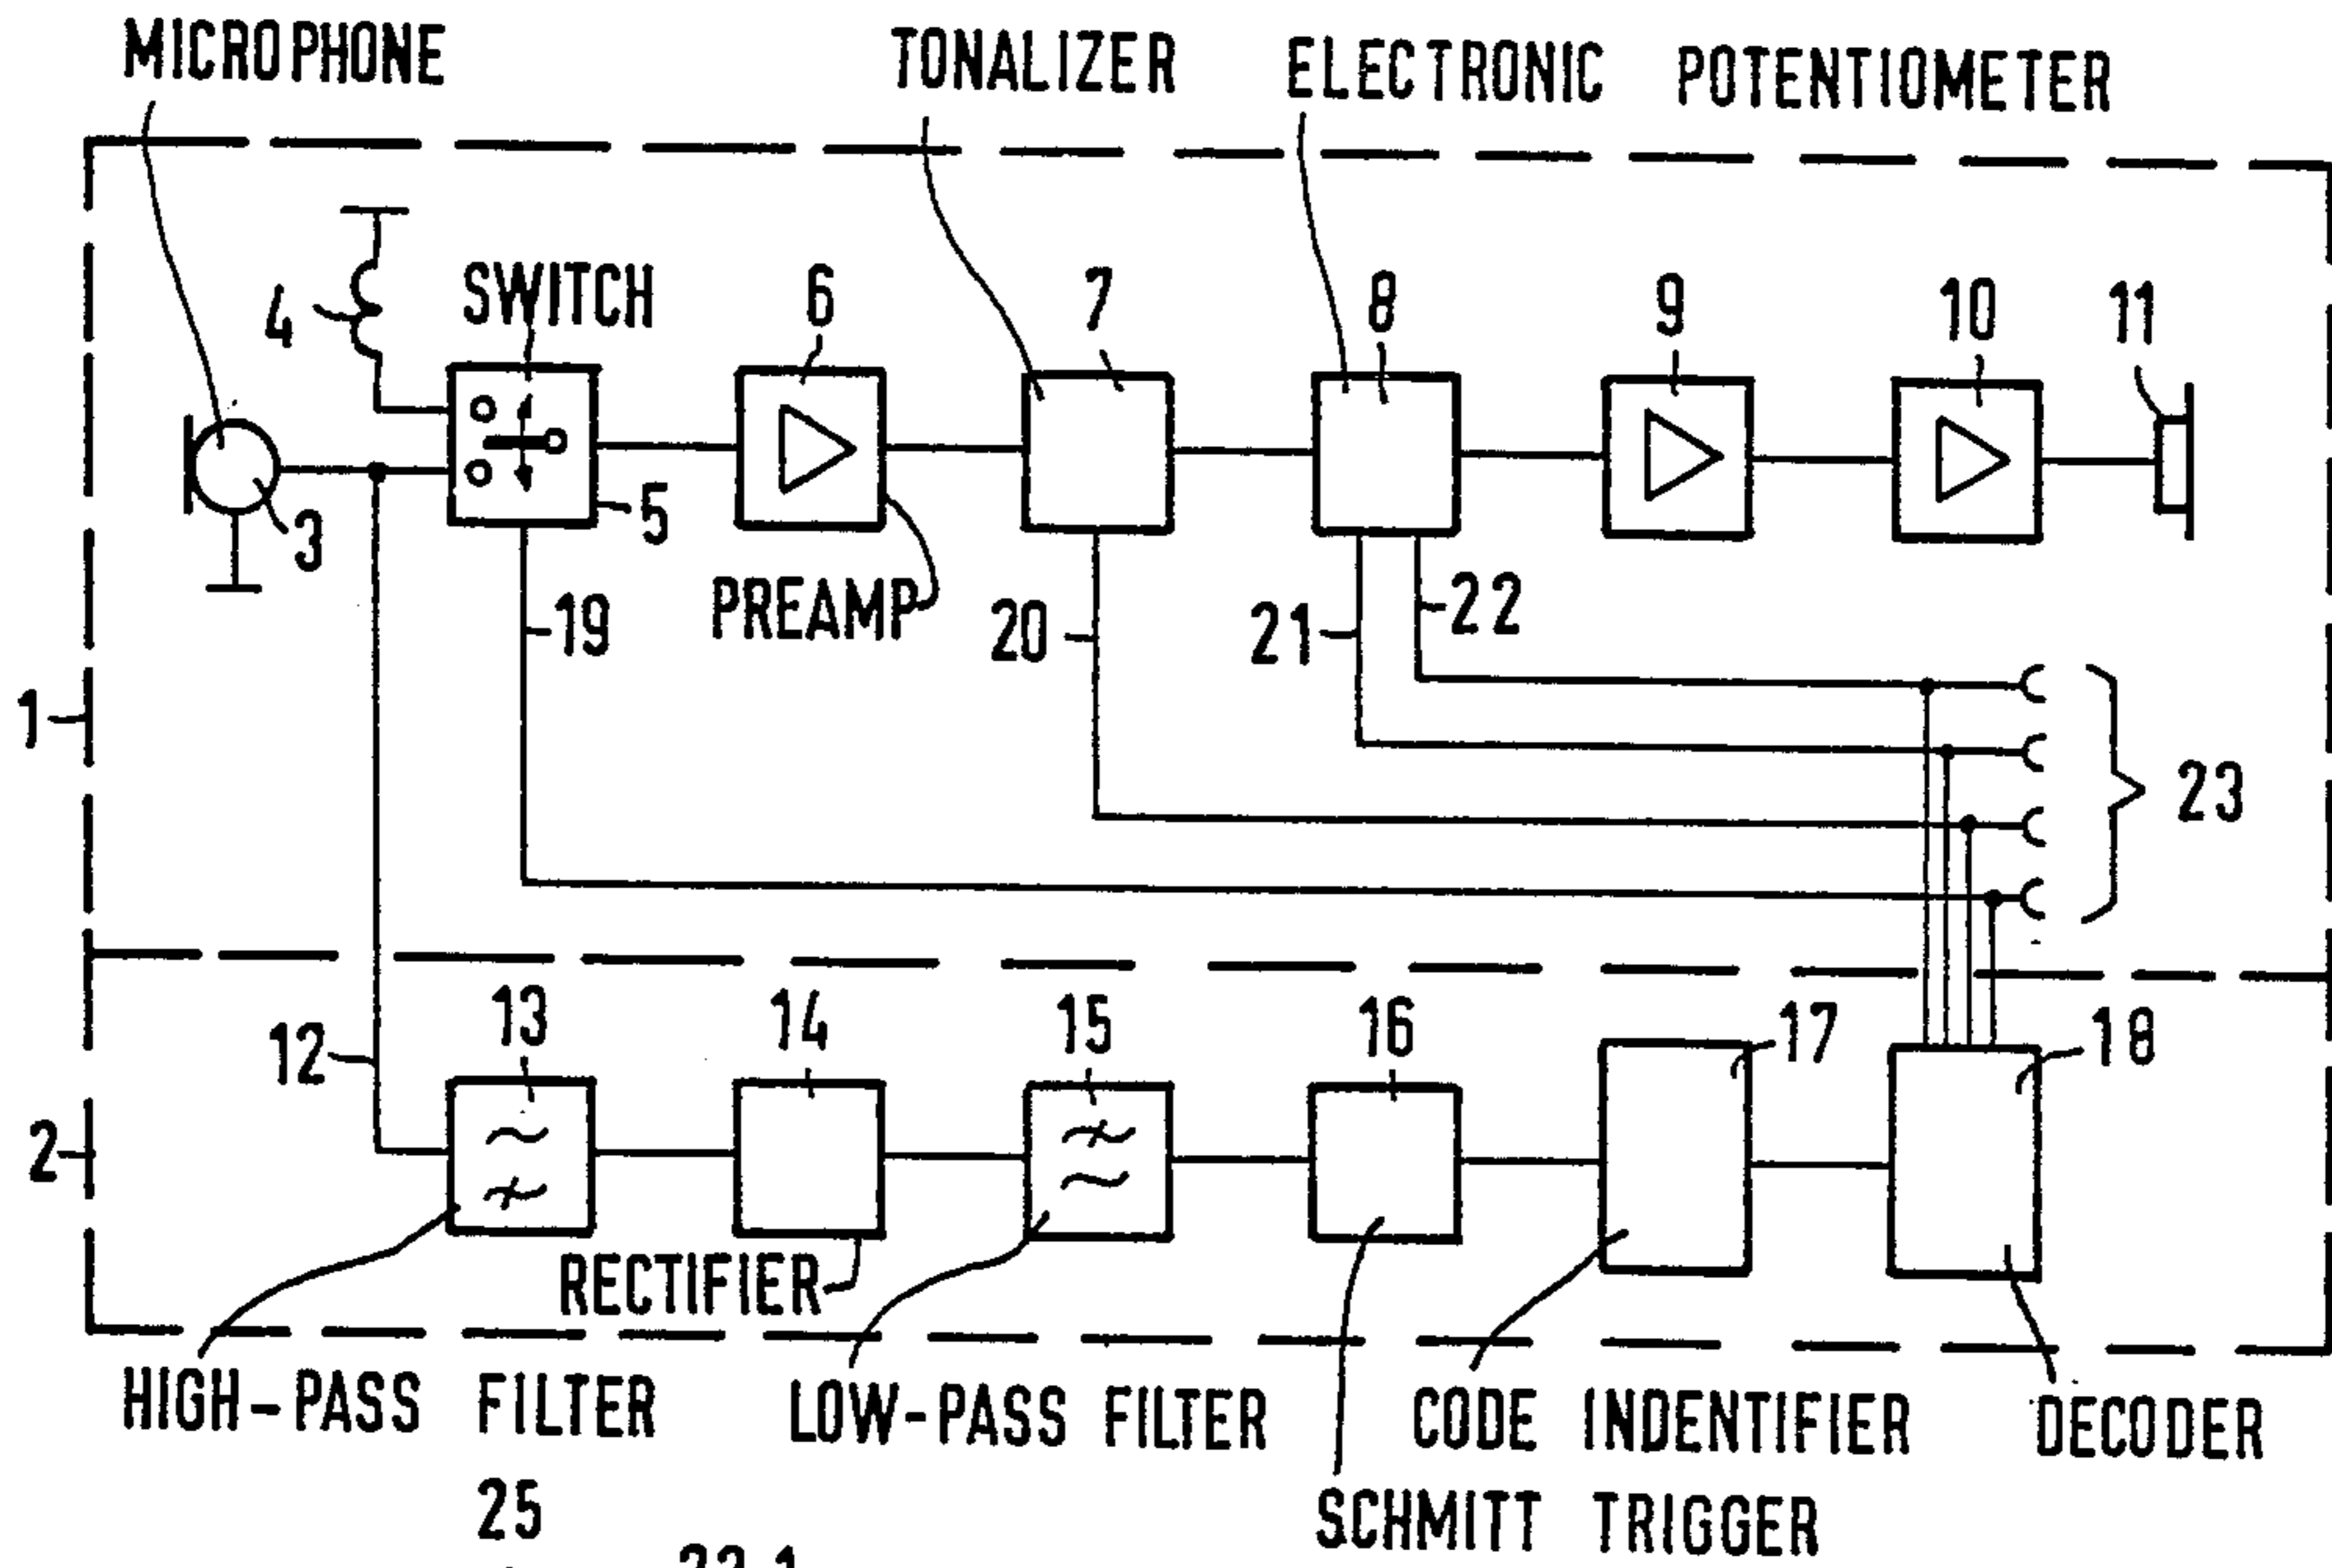 MICROPHONE
TONALIZER
ELECTRONIC POTENTIOMETER
4
SWITCH
6
7
8
9
10
11
3
5
PREAMP
19
20
21
22
1
23
12
13
14
15
16
17
18
2
RECTIFIER
HIGH-PASS FILTER
LOW-PASS FILTER
CODE INDENTIFIER
DECODER
SCHMITT TRIGGER
25